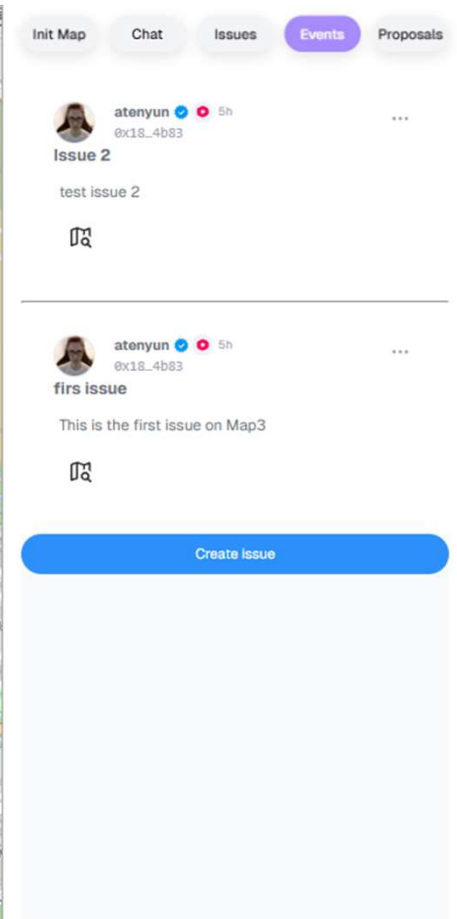 Init Map Chat Issues Events Proposals
atenyun 5h
0x18…4b83
Issue 2
test issue 2
atenyun 5h
0x18…4b83
firs issue
This is the first issue on Map3
Create issue